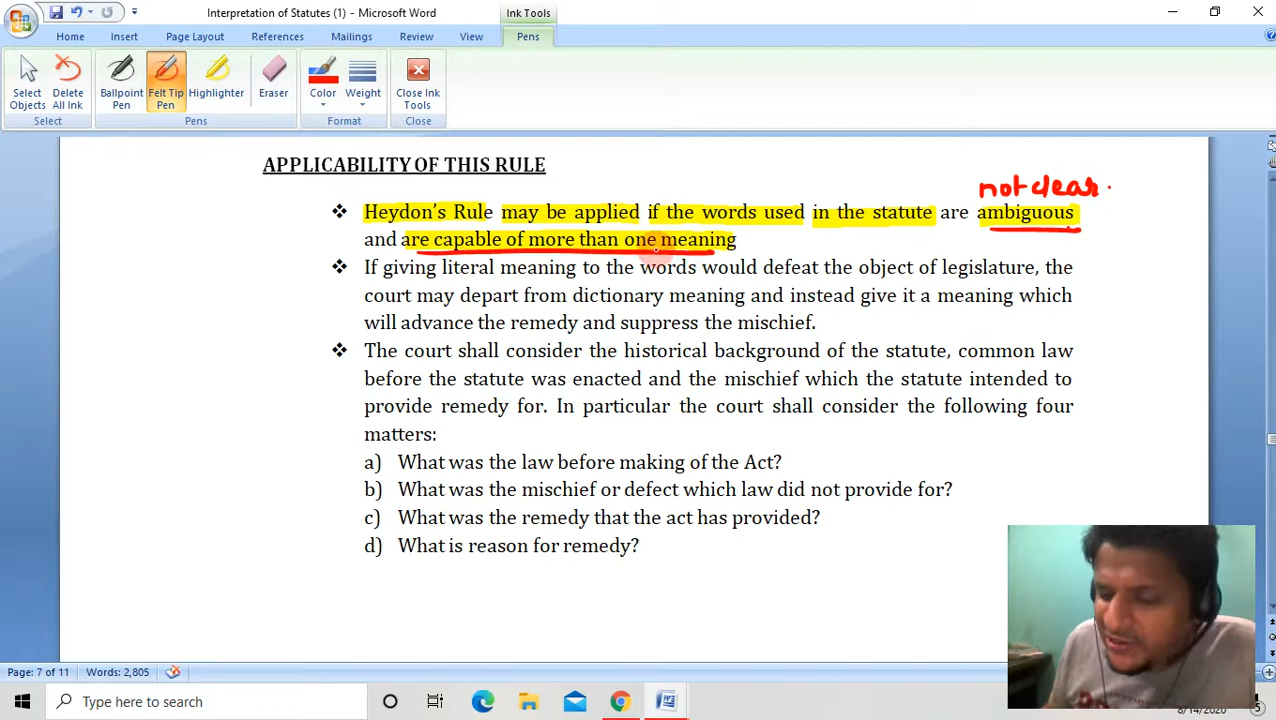 Interpretation of Statutes (1) - Microsoft Word
Ink Tools
Home Insert Page Layout References Mailings Review View Pens
Select Objects
Delete All Ink
Ballpoint Pen
Felt Tip Pen
Highlighter
Eraser
Color
Weight
Close Ink Tools
Select Pens Format Close
APPLICABILITY OF THIS RULE
not clear
❖ Heydon's Rule may be applied if the words used in the statute are ambiguous
and are capable of more than one meaning
❖ If giving literal meaning to the words would defeat the object of legislature, the
court may depart from dictionary meaning and instead give it a meaning which
will advance the remedy and suppress the mischief.
❖ The court shall consider the historical background of the statute, common law
before the statute was enacted and the mischief which the statute intended to
provide remedy for. In particular the court shall consider the following four
matters:
a) What was the law before making of the Act?
b) What was the mischief or defect which law did not provide for?
c) What was the remedy that the act has provided?
d) What is reason for remedy?
Page: 7 of 11 Words: 2,805
Type here to search
8/14/2020